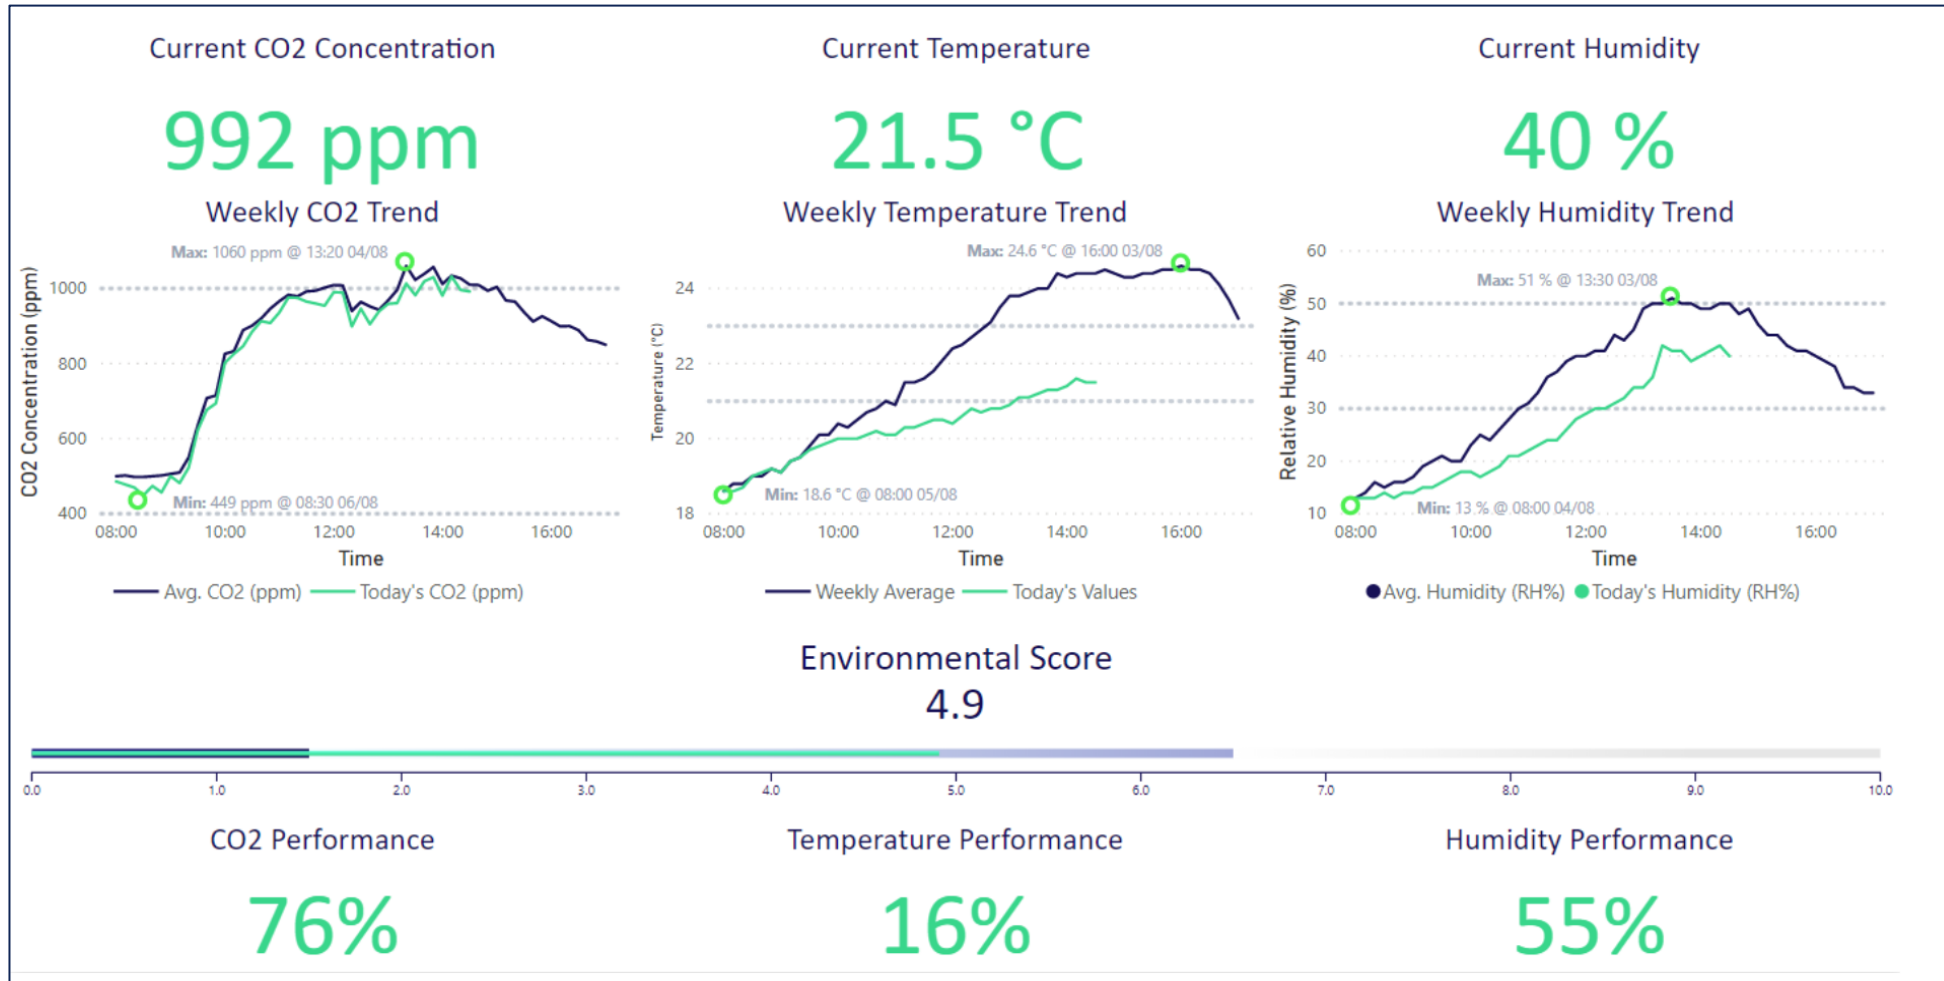 Current CO2 Concentration
992 ppm
Weekly CO2 Trend
Max: 1060 ppm @ 13:20 04/08
CO2 Concentration (ppm)
1000
800
600
400
Min: 449 ppm @ 08:30 06/08
08:00 10:00 12:00 14:00 16:00
Time
Avg. CO2 (ppm) Today's CO2 (ppm)
Current Temperature
21.5 °C
Weekly Temperature Trend
Max: 24.6 °C @ 16:00 03/08
Temperature (°C)
24
22
20
18
Min: 18.6 °C @ 08:00 05/08
08:00 10:00 12:00 14:00 16:00
Time
Weekly Average Today's Values
Current Humidity
40 %
Weekly Humidity Trend
Max: 51 % @ 13:30 03/08
Relative Humidity (%)
60
50
40
30
20
10
Min: 13 % @ 08:00 04/08
08:00 10:00 12:00 14:00 16:00
Time
Avg. Humidity (RH%) Today's Humidity (RH%)
Environmental Score
4.9
0.0 1.0 2.0 3.0 4.0 5.0 6.0 7.0 8.0 9.0 10.0
CO2 Performance
76%
Temperature Performance
16%
Humidity Performance
55%